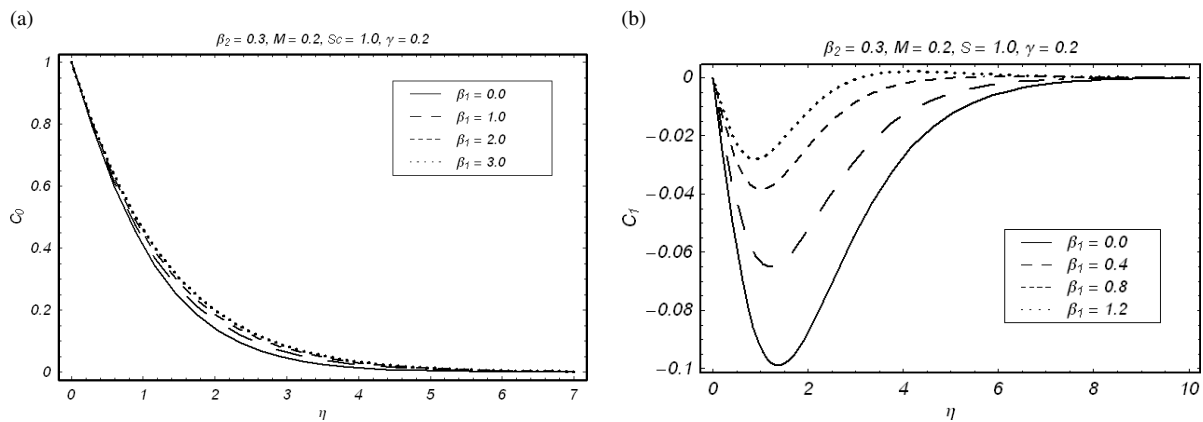 (a)
β₂ = 0.3, M = 0.2, Sc = 1.0, γ = 0.2
1
0.8
0.6
0.4
0.2
0
C₀
β₁ = 0.0
β₁ = 1.0
β₁ = 2.0
β₁ = 3.0
0 1 2 3 4 5 6 7
η
(b)
β₂ = 0.3, M = 0.2, S = 1.0, γ = 0.2
0
−0.02
−0.04
−0.06
−0.08
−0.1
C₁
β₁ = 0.0
β₁ = 0.4
β₁ = 0.8
β₁ = 1.2
0 2 4 6 8 10
η